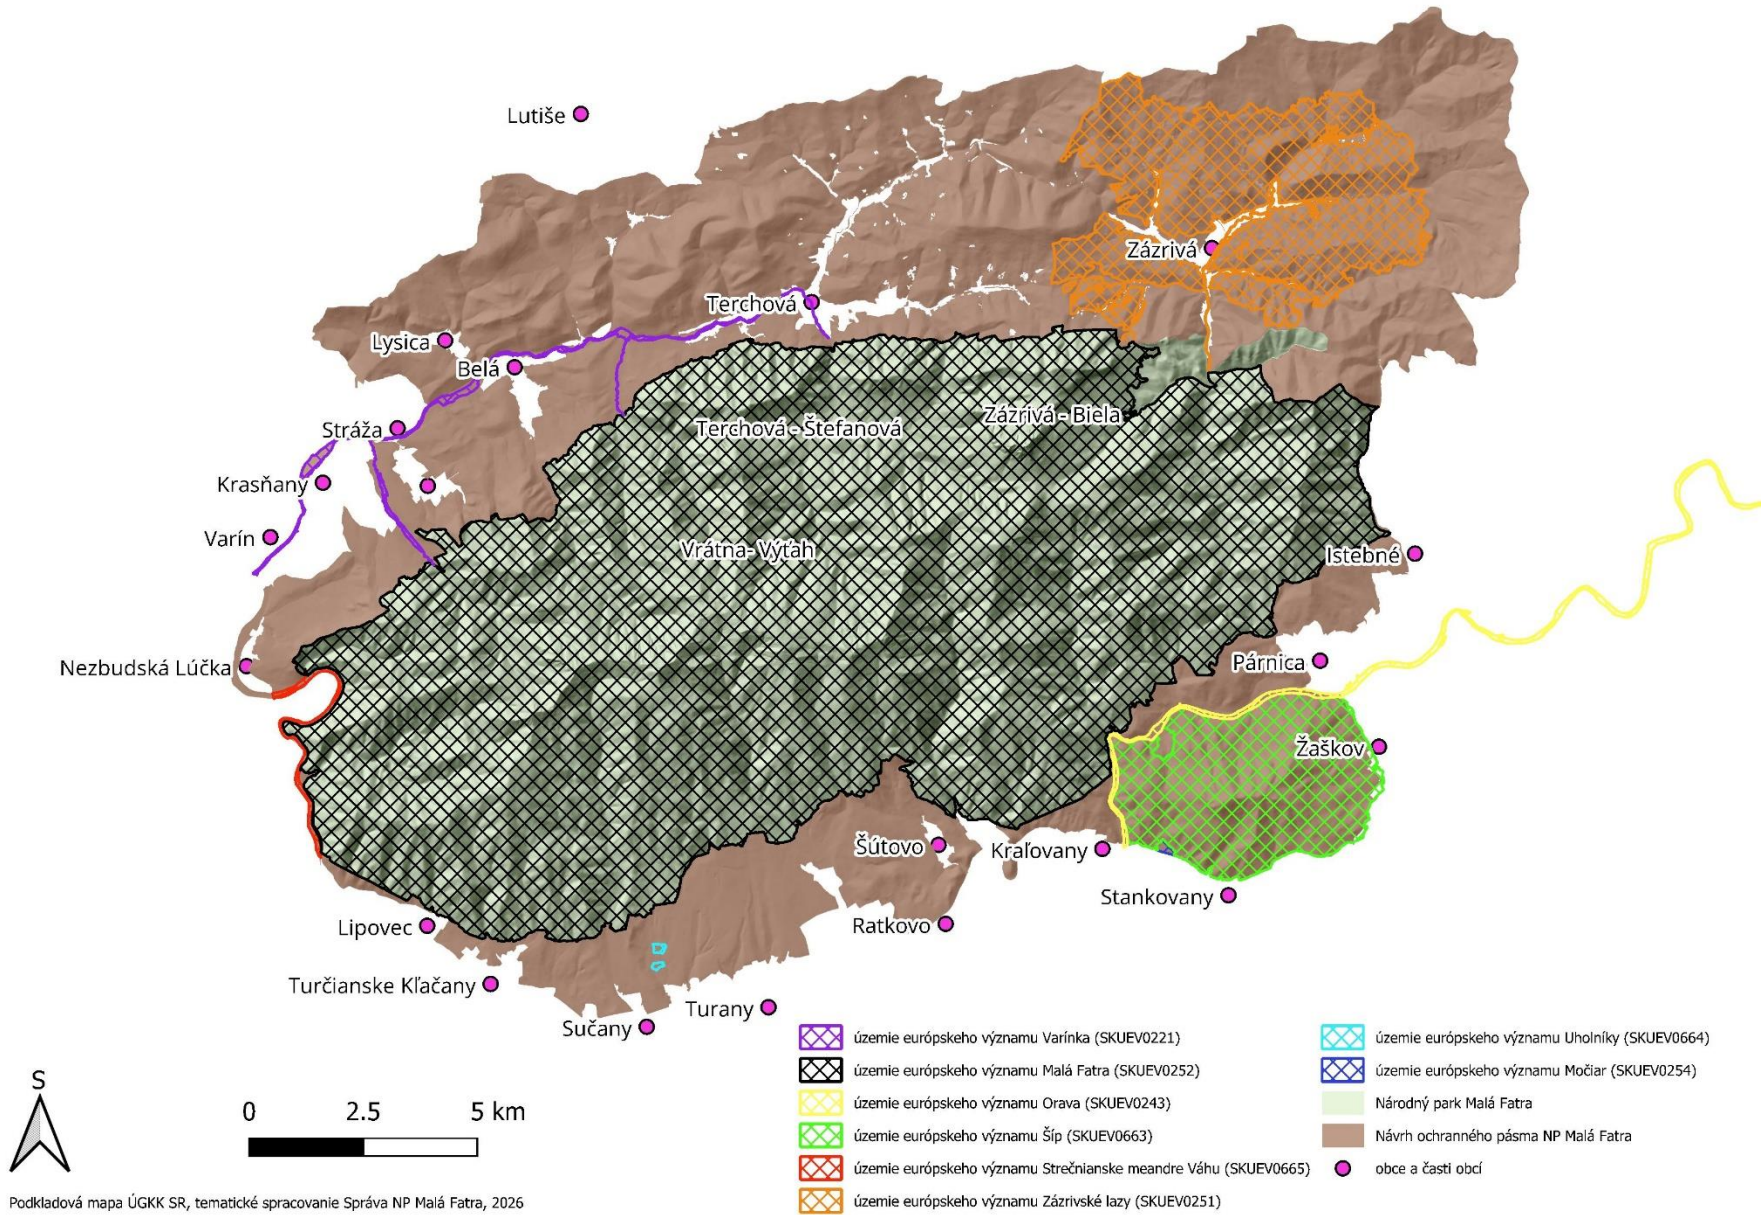 Lutiše
Zázrivá
Terchová
Lysica
Belá
Zázrivá - Biela
Terchová - Štefanová
Stráža
Krasňany
Varín
Vrátna- Výťah
Istebné
Párnica
Nezbudská Lúčka
Žaškov
Šútovo
Kraľovany
Stankovany
Lipovec
Ratkovo
Turčianske Kľačany
Turany
Sučany
S
0 2.5 5 km
územie európskeho významu Varínka (SKUEV0221)
územie európskeho významu Malá Fatra (SKUEV0252)
územie európskeho významu Orava (SKUEV0243)
územie európskeho významu Šíp (SKUEV0663)
územie európskeho významu Strečnianske meandre Váhu (SKUEV0665)
územie európskeho významu Zázrivské lazy (SKUEV0251)
územie európskeho významu Uholníky (SKUEV0664)
územie európskeho významu Močiar (SKUEV0254)
Národný park Malá Fatra
Návrh ochranného pásma NP Malá Fatra
obce a časti obcí
Podkladová mapa ÚGKK SR, tematické spracovanie Správa NP Malá Fatra, 2026